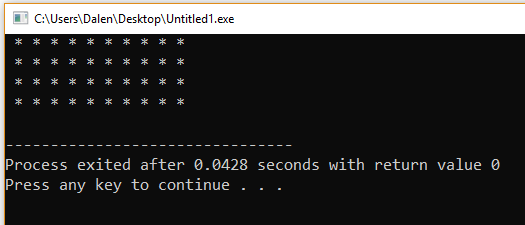 C:\Users\Dalen\Desktop\Untitled1.exe
* * * * * * * * * *
* * * * * * * * * *
* * * * * * * * * *
* * * * * * * * * *
--------------------------------
Process exited after 0.0428 seconds with return value 0
Press any key to continue . . .